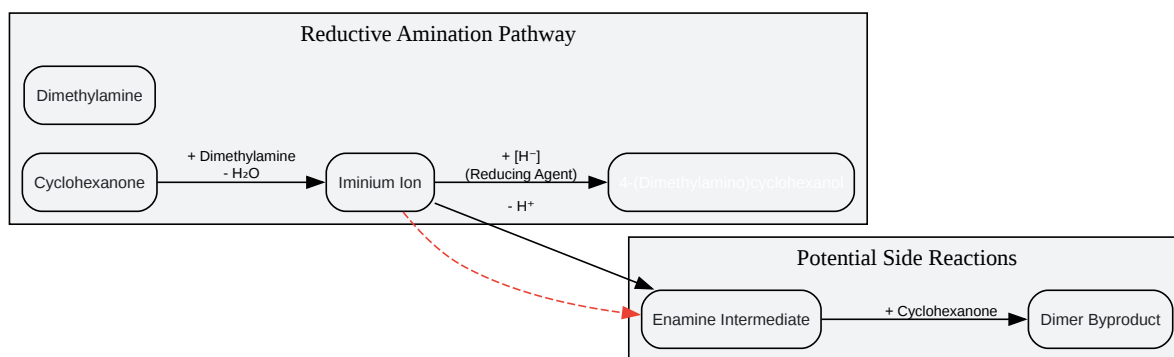 Reductive Amination Pathway
Dimethylamine
Cyclohexanone
+ Dimethylamine
- H₂O
Iminium Ion
+ [H⁻]
(Reducing Agent)
4-(Dimethylamino)cyclohexanol
- H⁺
Potential Side Reactions
Enamine Intermediate
+ Cyclohexanone
Dimer Byproduct